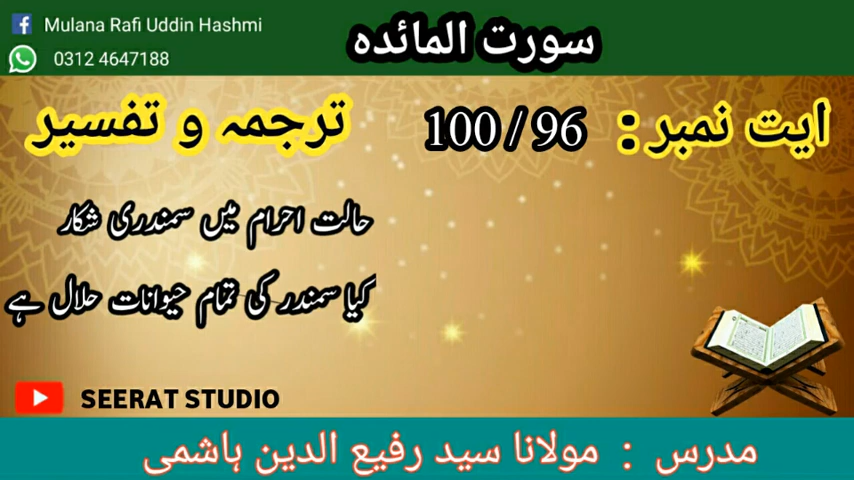 Mulana Rafi Uddin Hashmi
0312 4647188
سورت المائدہ
ایت نمبر : 96 / 100
ترجمہ و تفسیر
حالت احرام میں سمندری شکار
کیا سمندر کی تمام حیوانات حلال ہے
SEERAT STUDIO
مدرس : مولانا سید رفیع الدین ہاشمی